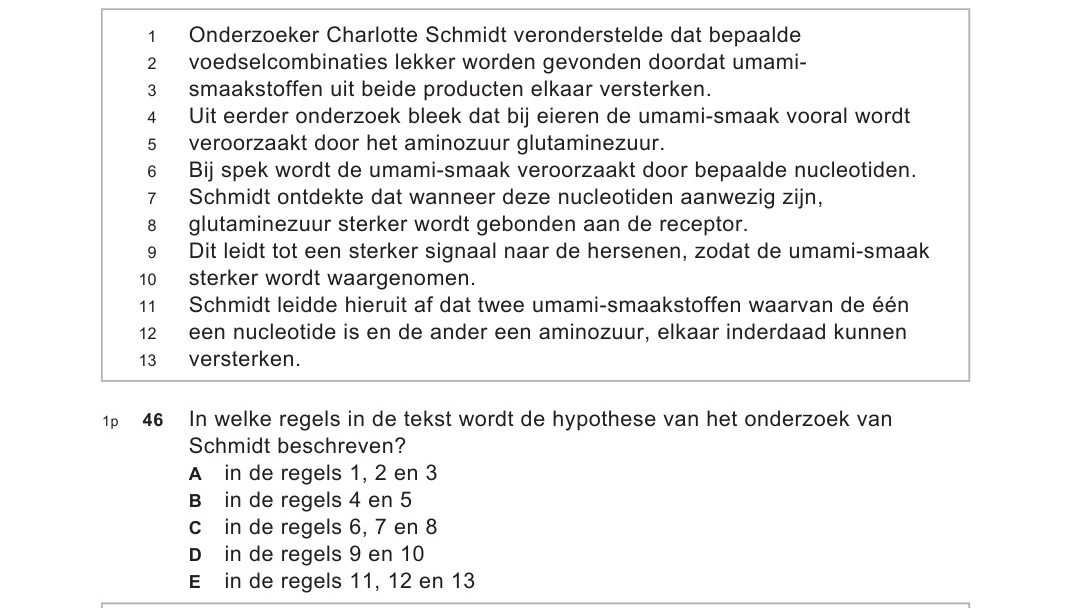 1 Onderzoeker Charlotte Schmidt veronderstelde dat bepaalde
2 voedselcombinaties lekker worden gevonden doordat umami-
3 smaakstoffen uit beide producten elkaar versterken.
4 Uit eerder onderzoek bleek dat bij eieren de umami-smaak vooral wordt
5 veroorzaakt door het aminozuur glutaminezuur.
6 Bij spek wordt de umami-smaak veroorzaakt door bepaalde nucleotiden.
7 Schmidt ontdekte dat wanneer deze nucleotiden aanwezig zijn,
8 glutaminezuur sterker wordt gebonden aan de receptor.
9 Dit leidt tot een sterker signaal naar de hersenen, zodat de umami-smaak
10 sterker wordt waargenomen.
11 Schmidt leidde hieruit af dat twee umami-smaakstoffen waarvan de één
12 een nucleotide is en de ander een aminozuur, elkaar inderdaad kunnen
13 versterken.
1p 46 In welke regels in de tekst wordt de hypothese van het onderzoek van
Schmidt beschreven?
A in de regels 1, 2 en 3
B in de regels 4 en 5
C in de regels 6, 7 en 8
D in de regels 9 en 10
E in de regels 11, 12 en 13